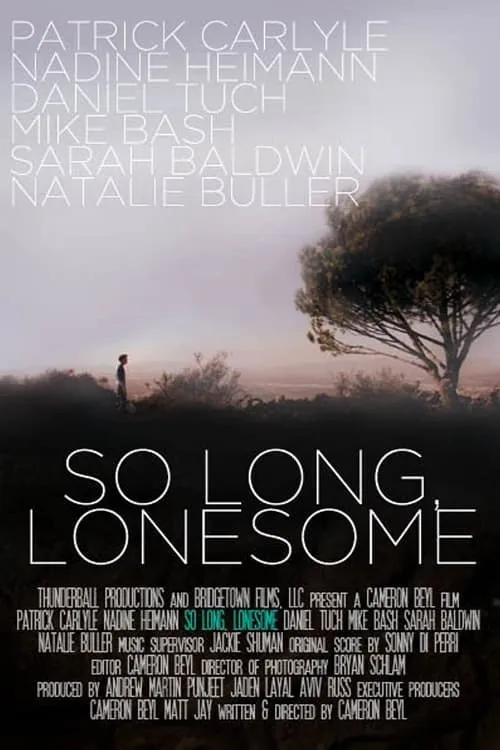 PATRICK CARLYLE
NADINE HEIMANN
DANIEL TUCH
MIKE BASH
SARAH BALDWIN
NATALIE BULLER
SO LONG,
LONESOME
THUNDERBALL PRODUCTIONS AND BRIDGETOWN FILMS, LLC PRESENT A CAMERON BEYL FILM
PATRICK CARLYLE NADINE HEIMANN SO LONG, LONESOME DANIEL TUCH MIKE BASH SARAH BALDWIN
NATALIE BULLER MUSIC SUPERVISOR JACKIE SHUMAN ORIGINAL SCORE BY SONNY DI PERRI
EDITOR CAMERON BEYL DIRECTOR OF PHOTOGRAPHY BRYAN SCHLAM
PRODUCED BY ANDREW MARTIN PUNJEET JADEN LAYAL AVIV RUSS EXECUTIVE PRODUCERS
CAMERON BEYL MATT JAY WRITTEN & DIRECTED BY CAMERON BEYL